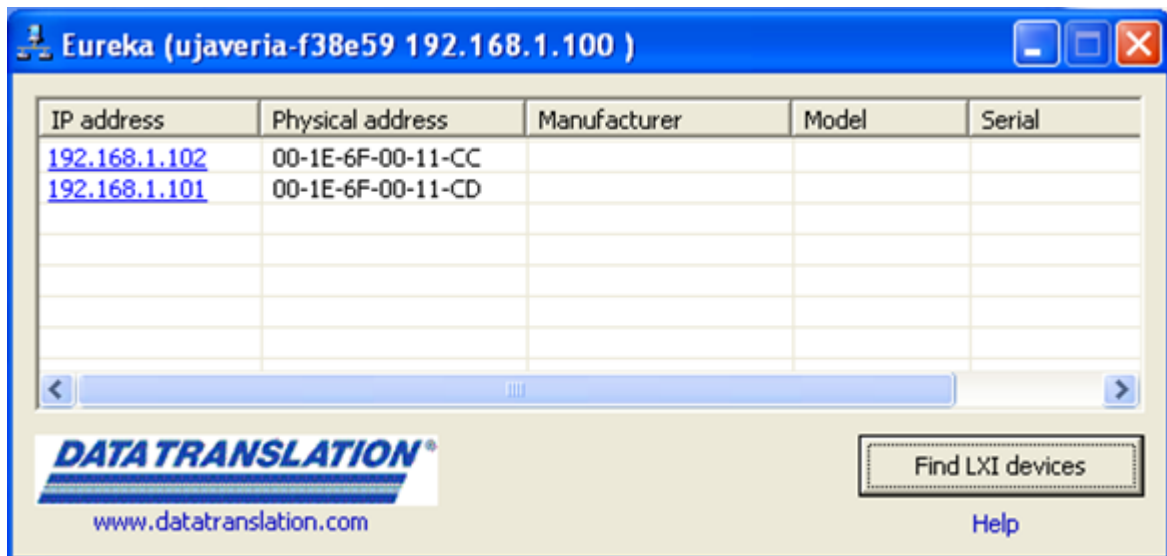 Eureka (ujaveria-f38e59 192.168.1.100 )
IP address Physical address Manufacturer Model Serial
192.168.1.102 00-1E-6F-00-11-CC
192.168.1.101 00-1E-6F-00-11-CD
DATA TRANSLATION®
Find LXI devices
www.datatranslation.com
Help